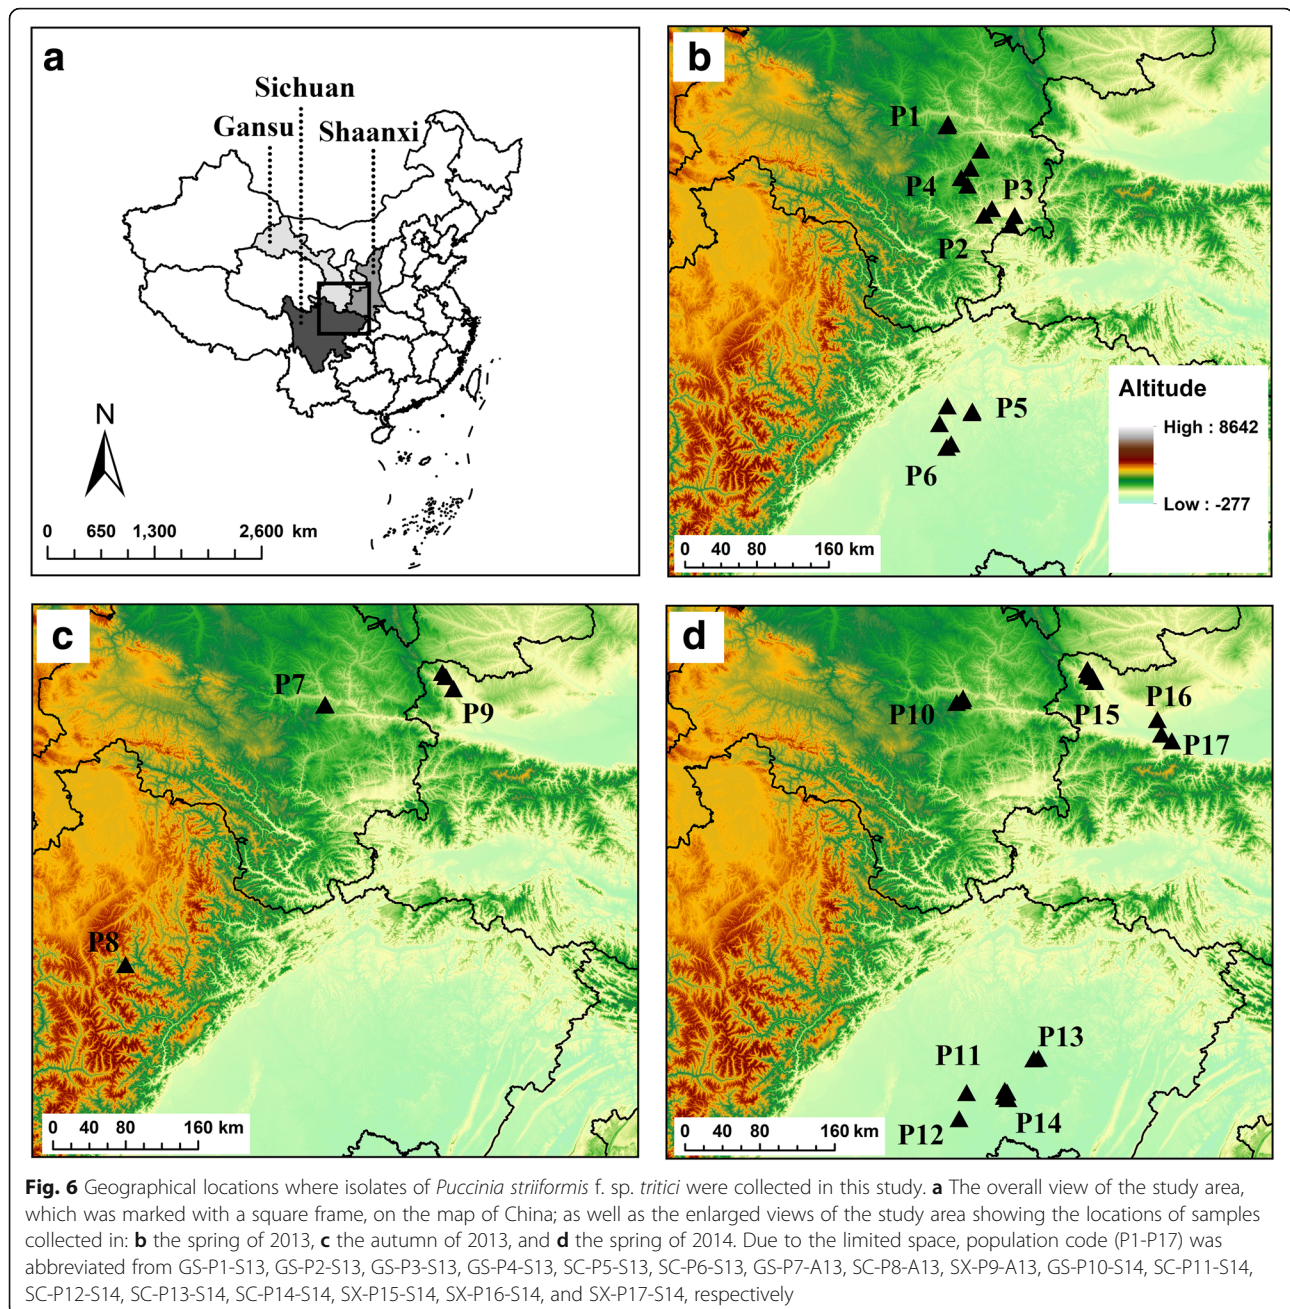 a
Sichuan
Gansu
Shaanxi
N
0 650 1,300 2,600 km
b
P1
P4
P3
P2
P5
P6
Altitude
High : 8642
Low : -277
0 40 80 160 km
c
P7
P9
P8
0 40 80 160 km
d
P10
P15
P16
P17
P11
P13
P12
P14
0 40 80 160 km
Fig. 6 Geographical locations where isolates of Puccinia striiformis f. sp. tritici were collected in this study. a The overall view of the study area,
which was marked with a square frame, on the map of China; as well as the enlarged views of the study area showing the locations of samples
collected in: b the spring of 2013, c the autumn of 2013, and d the spring of 2014. Due to the limited space, population code (P1-P17) was
abbreviated from GS-P1-S13, GS-P2-S13, GS-P3-S13, GS-P4-S13, SC-P5-S13, SC-P6-S13, GS-P7-A13, SC-P8-A13, SX-P9-A13, GS-P10-S14, SC-P11-S14,
SC-P12-S14, SC-P13-S14, SC-P14-S14, SX-P15-S14, SX-P16-S14, and SX-P17-S14, respectively